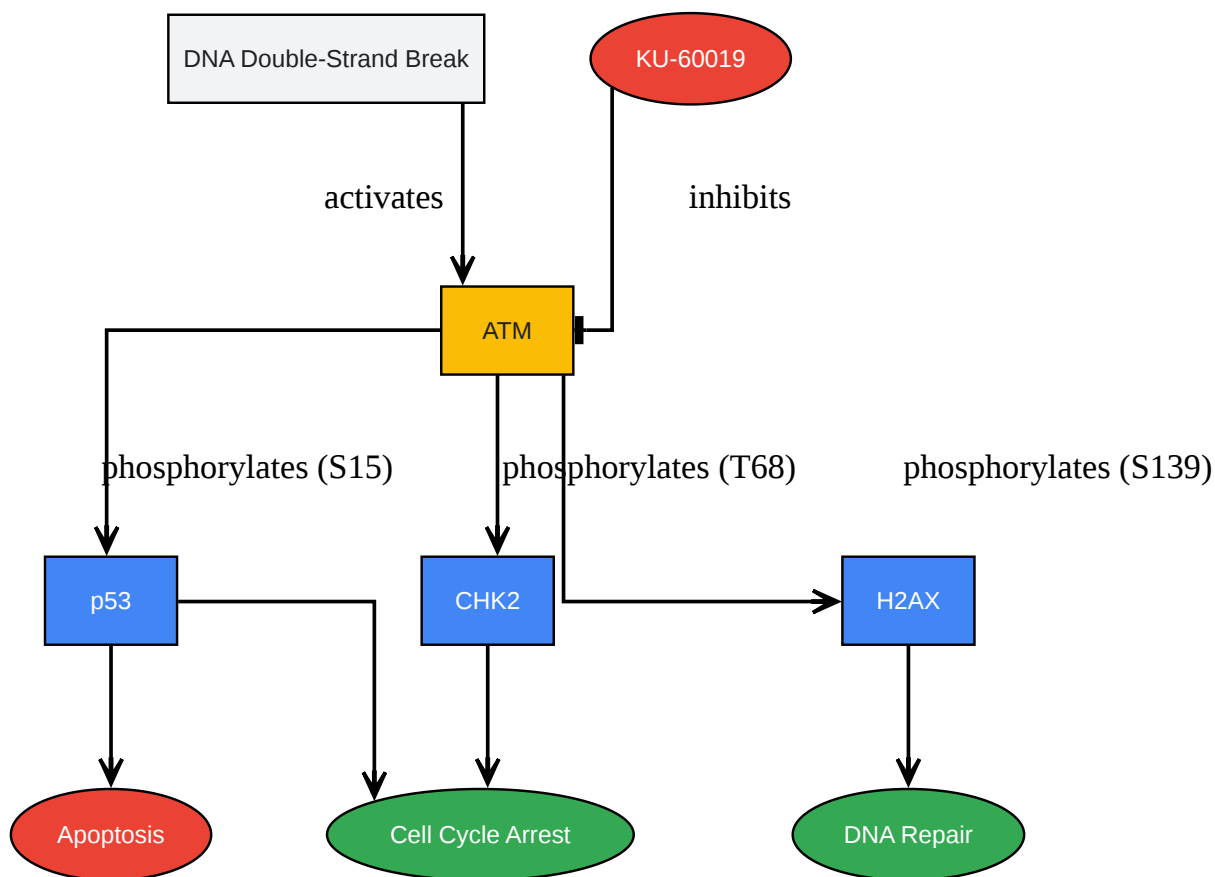 DNA Double-Strand Break
KU-60019
activates
inhibits
ATM
phosphorylates (S15)
phosphorylates (T68)
phosphorylates (S139)
p53
CHK2
H2AX
Apoptosis
Cell Cycle Arrest
DNA Repair